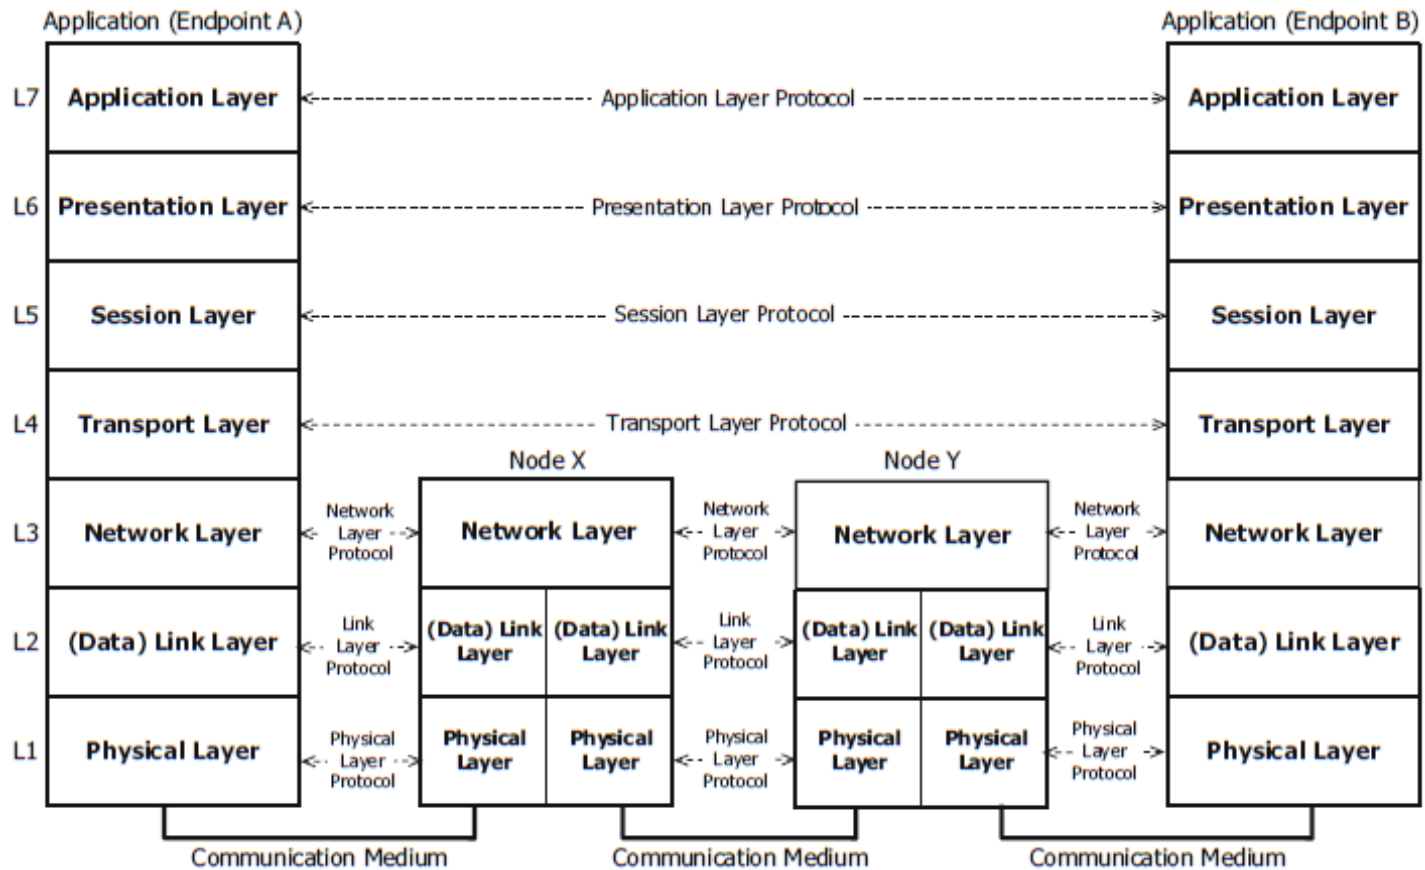 Application (Endpoint A)
Application (Endpoint B)
L7
Application Layer
Application Layer Protocol
Application Layer
L6
Presentation Layer
Presentation Layer Protocol
Presentation Layer
L5
Session Layer
Session Layer Protocol
Session Layer
L4
Transport Layer
Transport Layer Protocol
Transport Layer
Node X
Node Y
L3
Network Layer
Network
Layer
Protocol
Network Layer
Network
Layer
Protocol
Network Layer
Network
Layer
Protocol
Network Layer
L2
(Data) Link Layer
Link
Layer
Protocol
(Data) Link
Layer
(Data) Link
Layer
Link
Layer
Protocol
(Data) Link
Layer
(Data) Link
Layer
Link
Layer
Protocol
(Data) Link Layer
L1
Physical Layer
Physical
Layer
Protocol
Physical
Layer
Physical
Layer
Physical
Layer
Protocol
Physical
Layer
Physical
Layer
Physical
Layer
Protocol
Physical Layer
Communication Medium
Communication Medium
Communication Medium